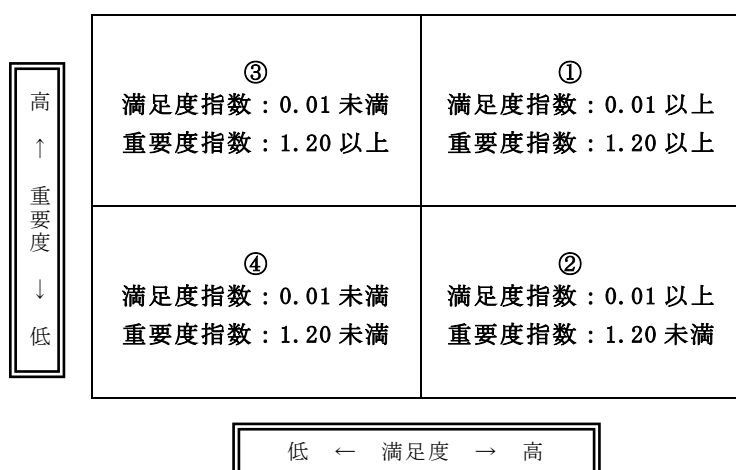 高 ↑ 重要度 ↓ 低
③
満足度指数：0.01 未満
重要度指数：1.20 以上
①
満足度指数：0.01 以上
重要度指数：1.20 以上
④
満足度指数：0.01 未満
重要度指数：1.20 未満
②
満足度指数：0.01 以上
重要度指数：1.20 未満
低 ← 満足度 → 高